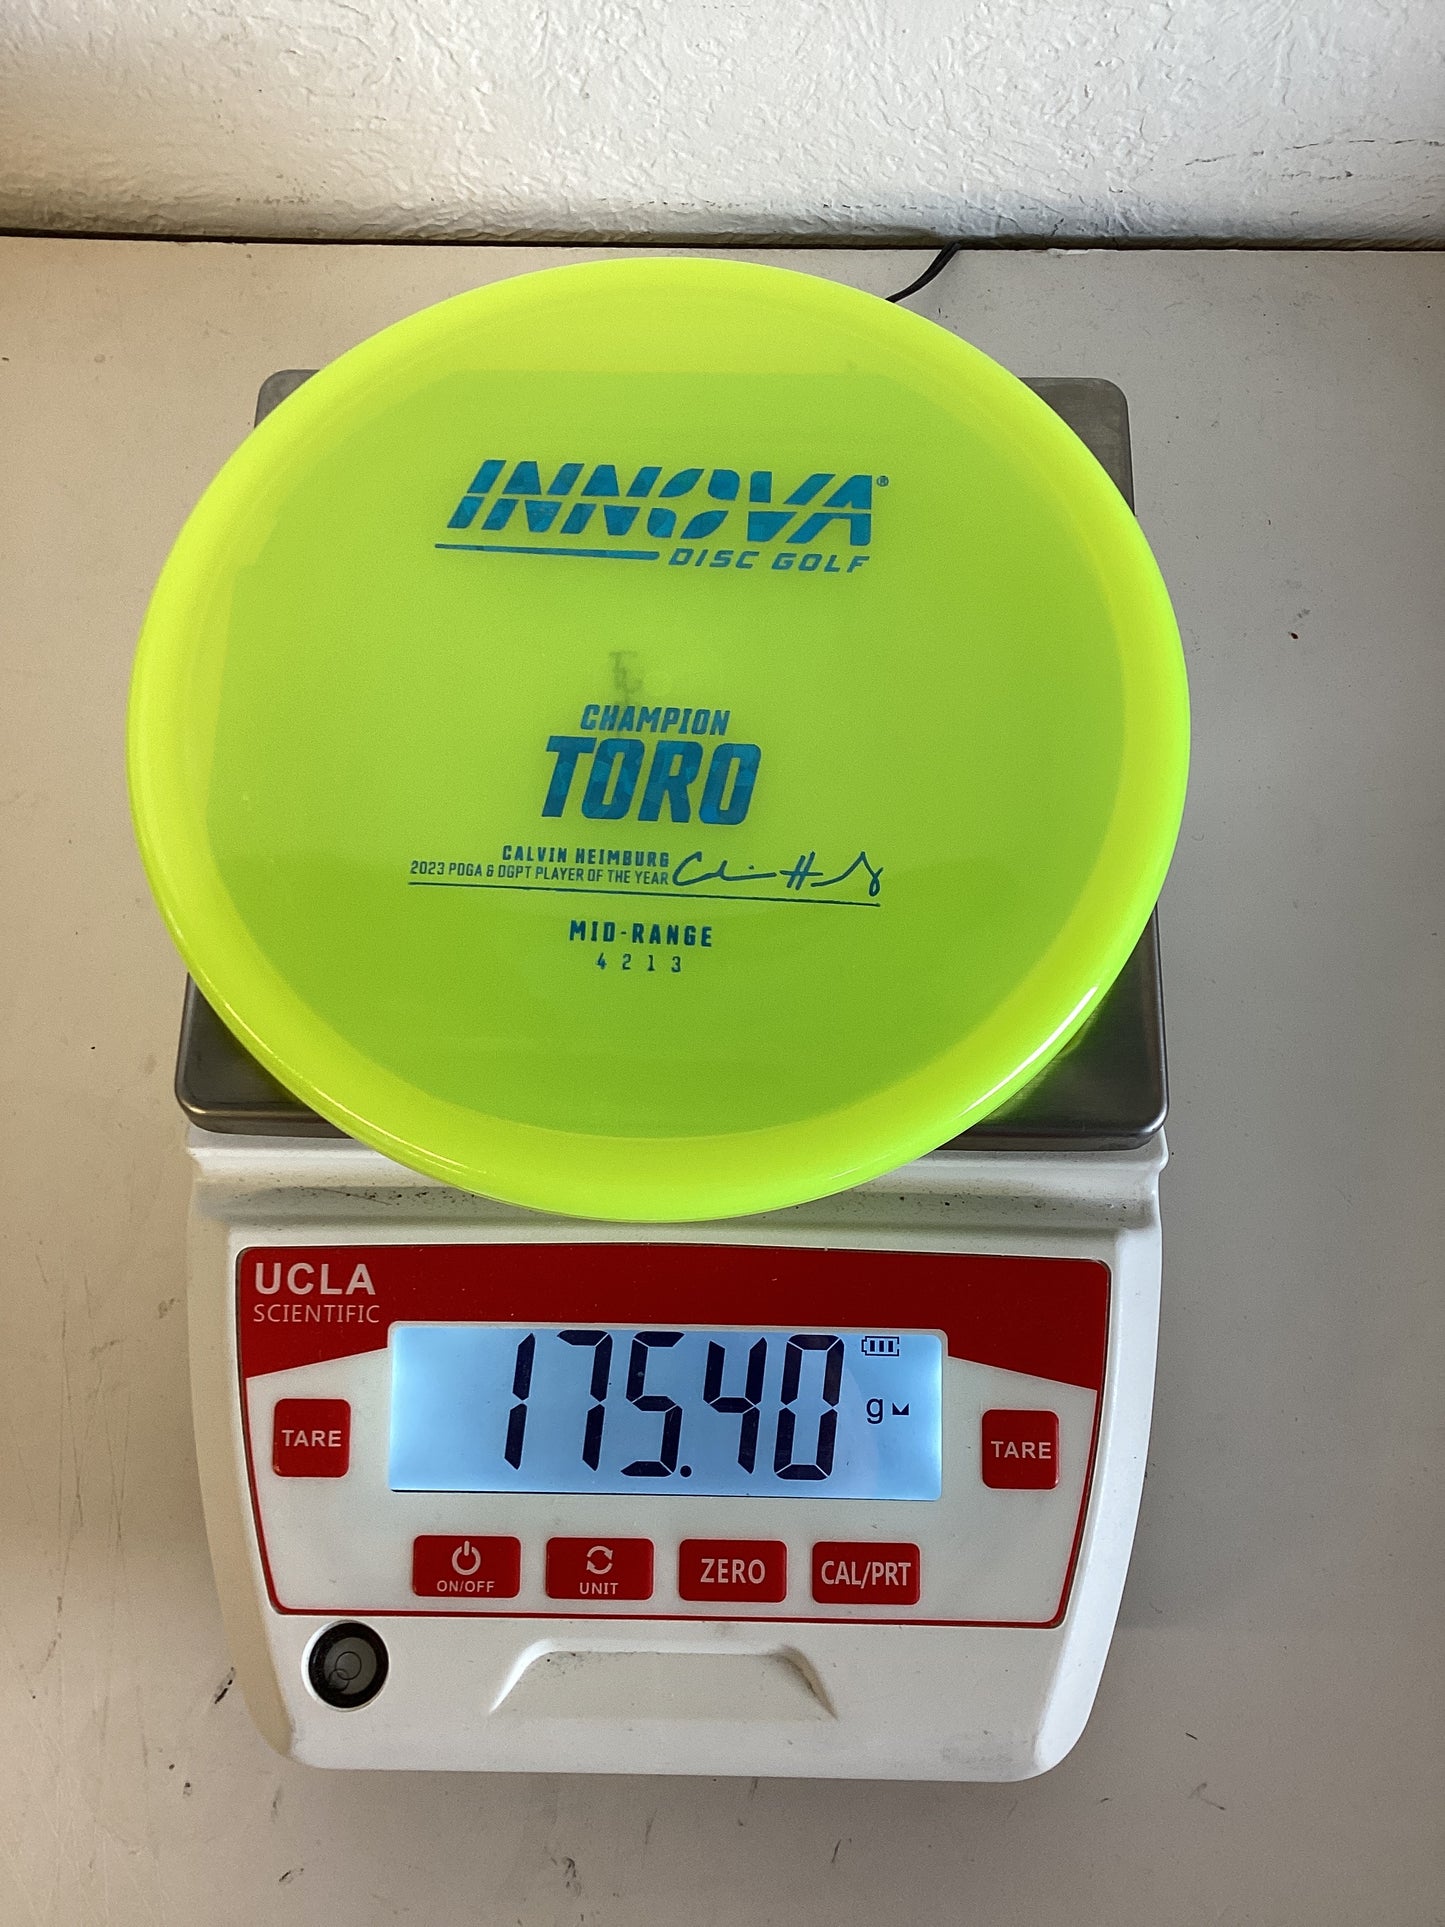 INNOVA®
DISC GOLF
CHAMPION
TORO
CALVIN HEIMBURG
2023 PDGA & DGPT PLAYER OF THE YEAR
MID-RANGE
4 2 1 3
UCLA
SCIENTIFIC
175.40 g
TARE
TARE
ON/OFF
UNIT
ZERO
CAL/PRT